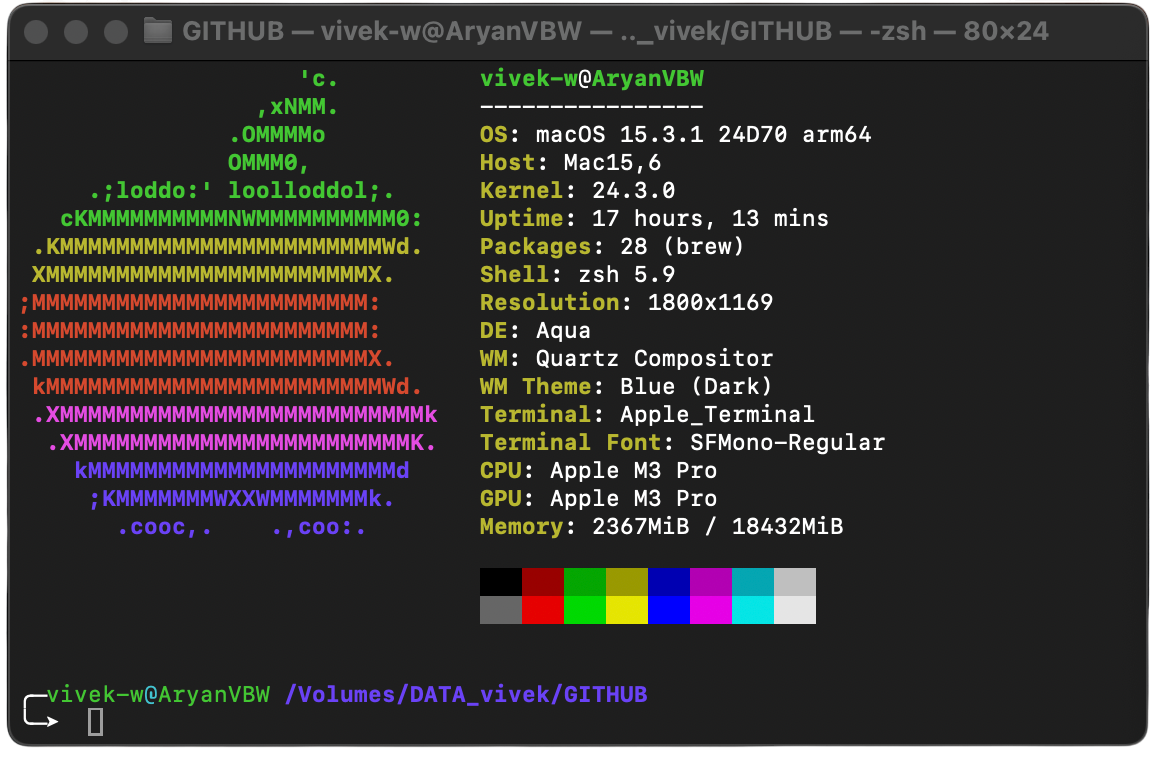 GITHUB — vivek-w@AryanVBW — .._vivek/GITHUB — -zsh — 80×24
                    'c.          vivek-w@AryanVBW
                 ,xNMM.          ----------------
               .OMMMMo           OS: macOS 15.3.1 24D70 arm64
               OMMM0,            Host: Mac15,6
     .;loddo:' loolloddol;.      Kernel: 24.3.0
   cKMMMMMMMMMMNWMMMMMMMMMM0:    Uptime: 17 hours, 13 mins
 .KMMMMMMMMMMMMMMMMMMMMMMMWd.    Packages: 28 (brew)
 XMMMMMMMMMMMMMMMMMMMMMMMX.      Shell: zsh 5.9
;MMMMMMMMMMMMMMMMMMMMMMMM:       Resolution: 1800x1169
:MMMMMMMMMMMMMMMMMMMMMMMM:       DE: Aqua
.MMMMMMMMMMMMMMMMMMMMMMMMX.      WM: Quartz Compositor
 kMMMMMMMMMMMMMMMMMMMMMMMMWd.    WM Theme: Blue (Dark)
 .XMMMMMMMMMMMMMMMMMMMMMMMMMMk   Terminal: Apple_Terminal
  .XMMMMMMMMMMMMMMMMMMMMMMMMK.   Terminal Font: SFMono-Regular
    kMMMMMMMMMMMMMMMMMMMMMMd     CPU: Apple M3 Pro
     ;KMMMMMMMWXXWMMMMMMMk.      GPU: Apple M3 Pro
       .cooc,.    .,coo:.        Memory: 2367MiB / 18432MiB
vivek-w@AryanVBW /Volumes/DATA_vivek/GITHUB